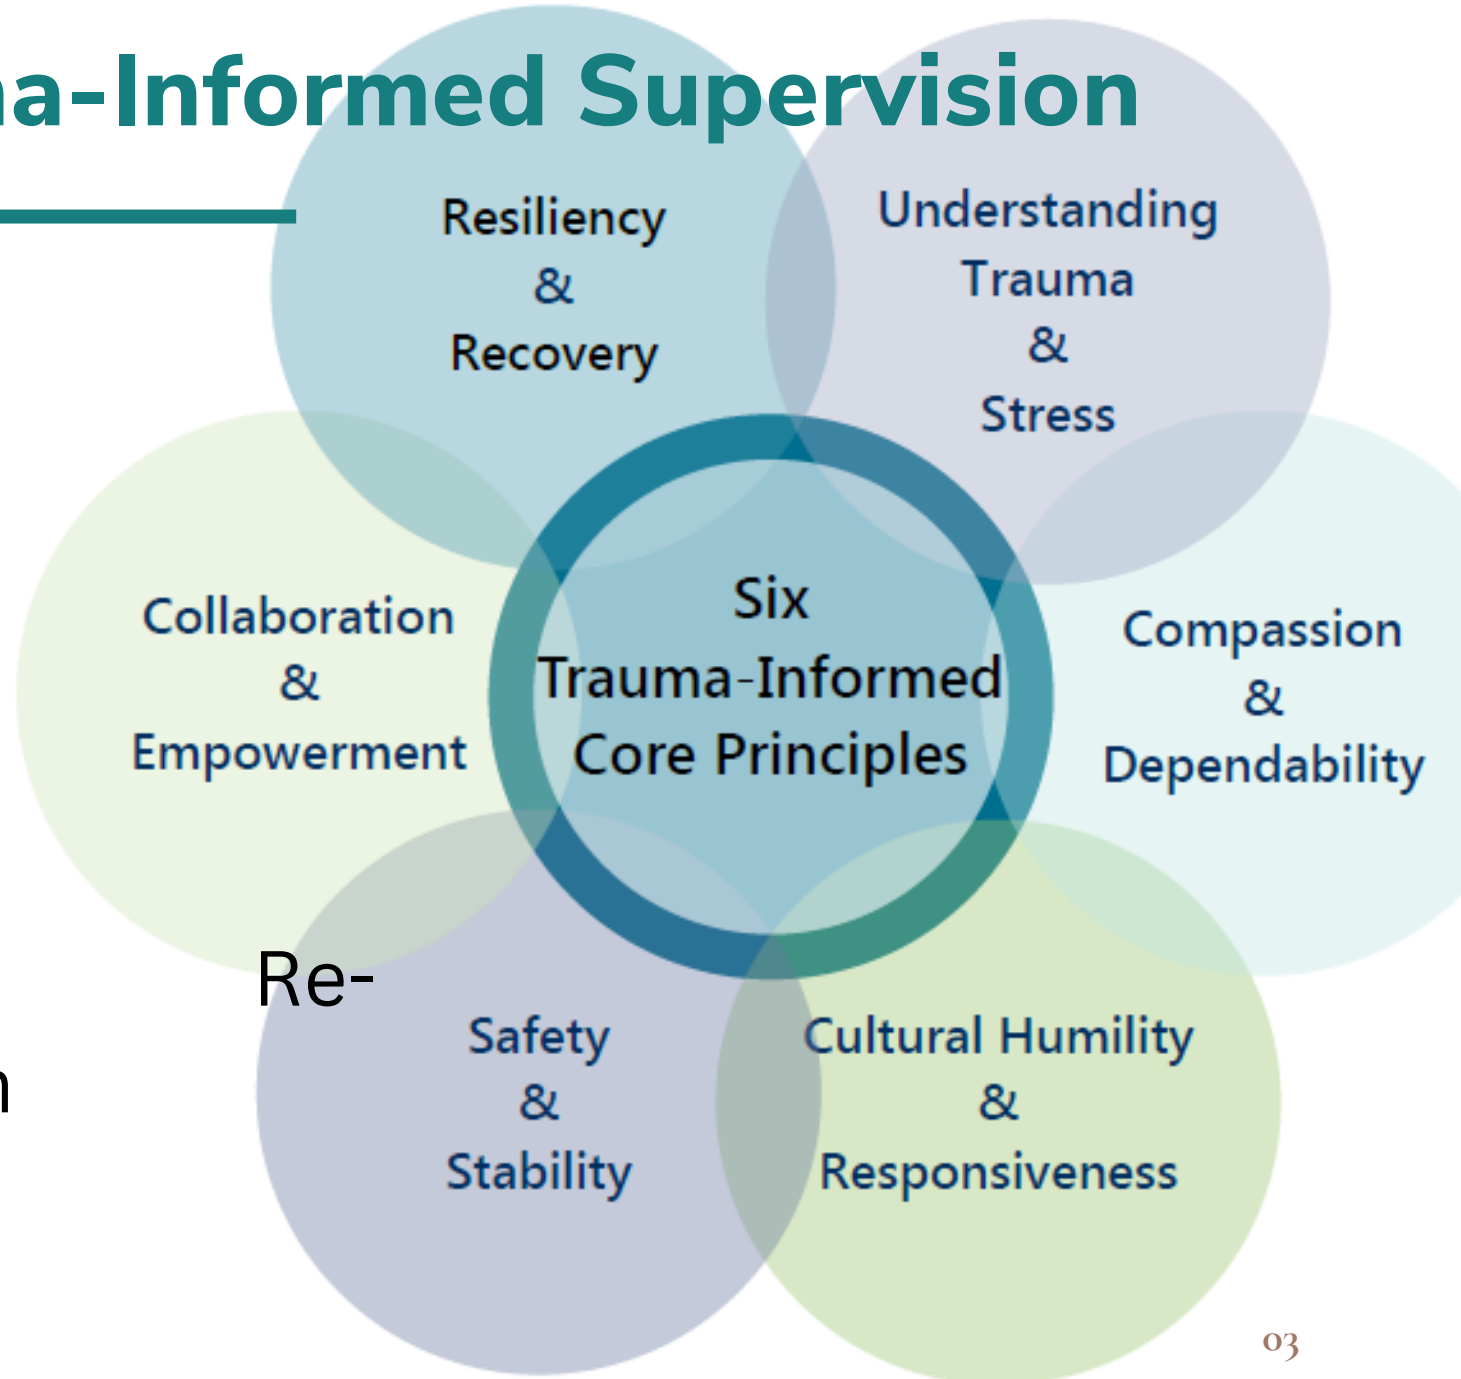 na-Informed Supervision
Resiliency
&
Recovery
Understanding
Trauma
&
Stress
Collaboration
&
Empowerment
Six
Trauma-Informed
Core Principles
Compassion
&
Dependability
Re-
n
Safety
&
Stability
Cultural Humility
&
Responsiveness
03